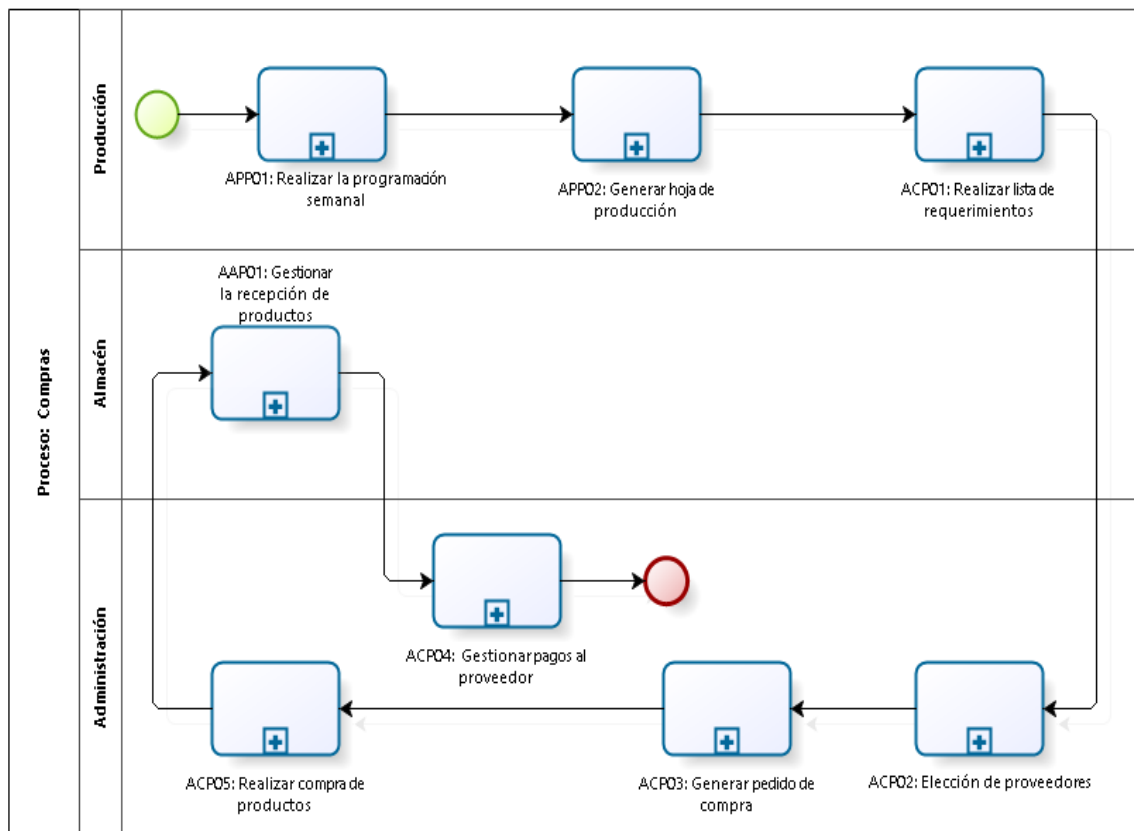 Proceso: Compras
Producción
APP01: Realizar la programación
semanal
APP02: Generar hoja de
producción
ACP01: Realizar lista de
requerimientos
Almacén
AAP01: Gestionar
la recepción de
productos
Administración
ACP04: Gestionar pagos al
proveedor
ACP05: Realizar compra de
productos
ACP03: Generar pedido de
compra
ACP02: Elección de proveedores